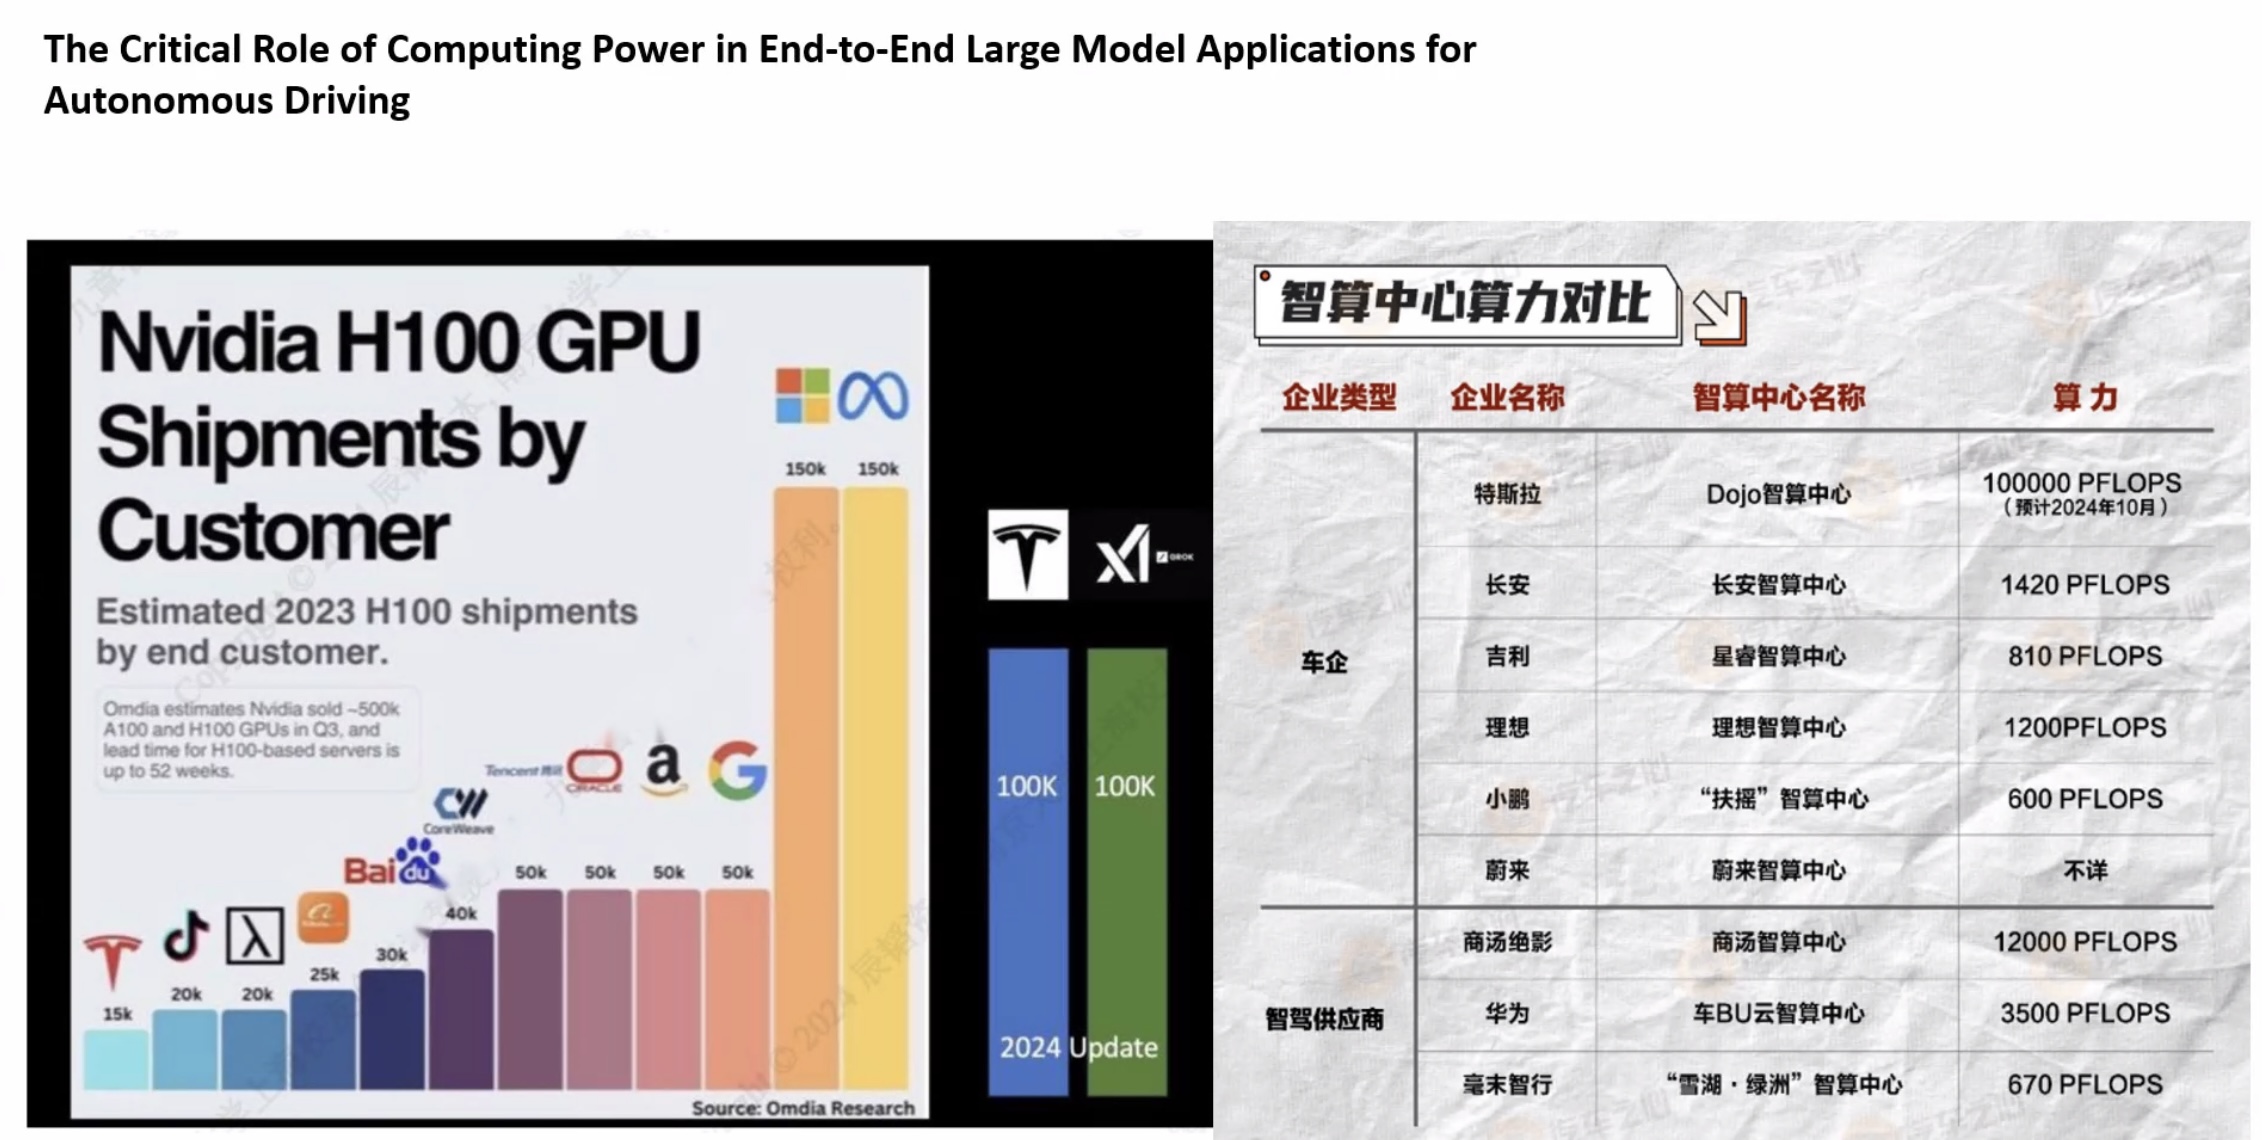 The Critical Role of Computing Power in End-to-End Large Model Applications for
Autonomous Driving
Nvidia H100 GPU
Shipments by
Customer
Estimated 2023 H100 shipments
by end customer.
Omdia estimates Nvidia sold ~500k
A100 and H100 GPUs in Q3, and
lead time for H100-based servers is
up to 52 weeks.
15k
20k
20k
25k
Baidu
30k
CoreWeave
40k
Tencent 腾讯
50k
ORACLE
50k
a
50k
G
50k
150k
150k
Source: Omdia Research
xAI
GROK
100K
100K
2024 Update
智算中心算力对比
企业类型 企业名称 智算中心名称 算力
车企
特斯拉 Dojo智算中心 100000 PFLOPS
（预计2024年10月）
长安 长安智算中心 1420 PFLOPS
吉利 星睿智算中心 810 PFLOPS
理想 理想智算中心 1200PFLOPS
小鹏 “扶摇”智算中心 600 PFLOPS
蔚来 蔚来智算中心 不详
智驾供应商
商汤绝影 商汤智算中心 12000 PFLOPS
华为 车BU云智算中心 3500 PFLOPS
毫末智行 “雪湖·绿洲”智算中心 670 PFLOPS